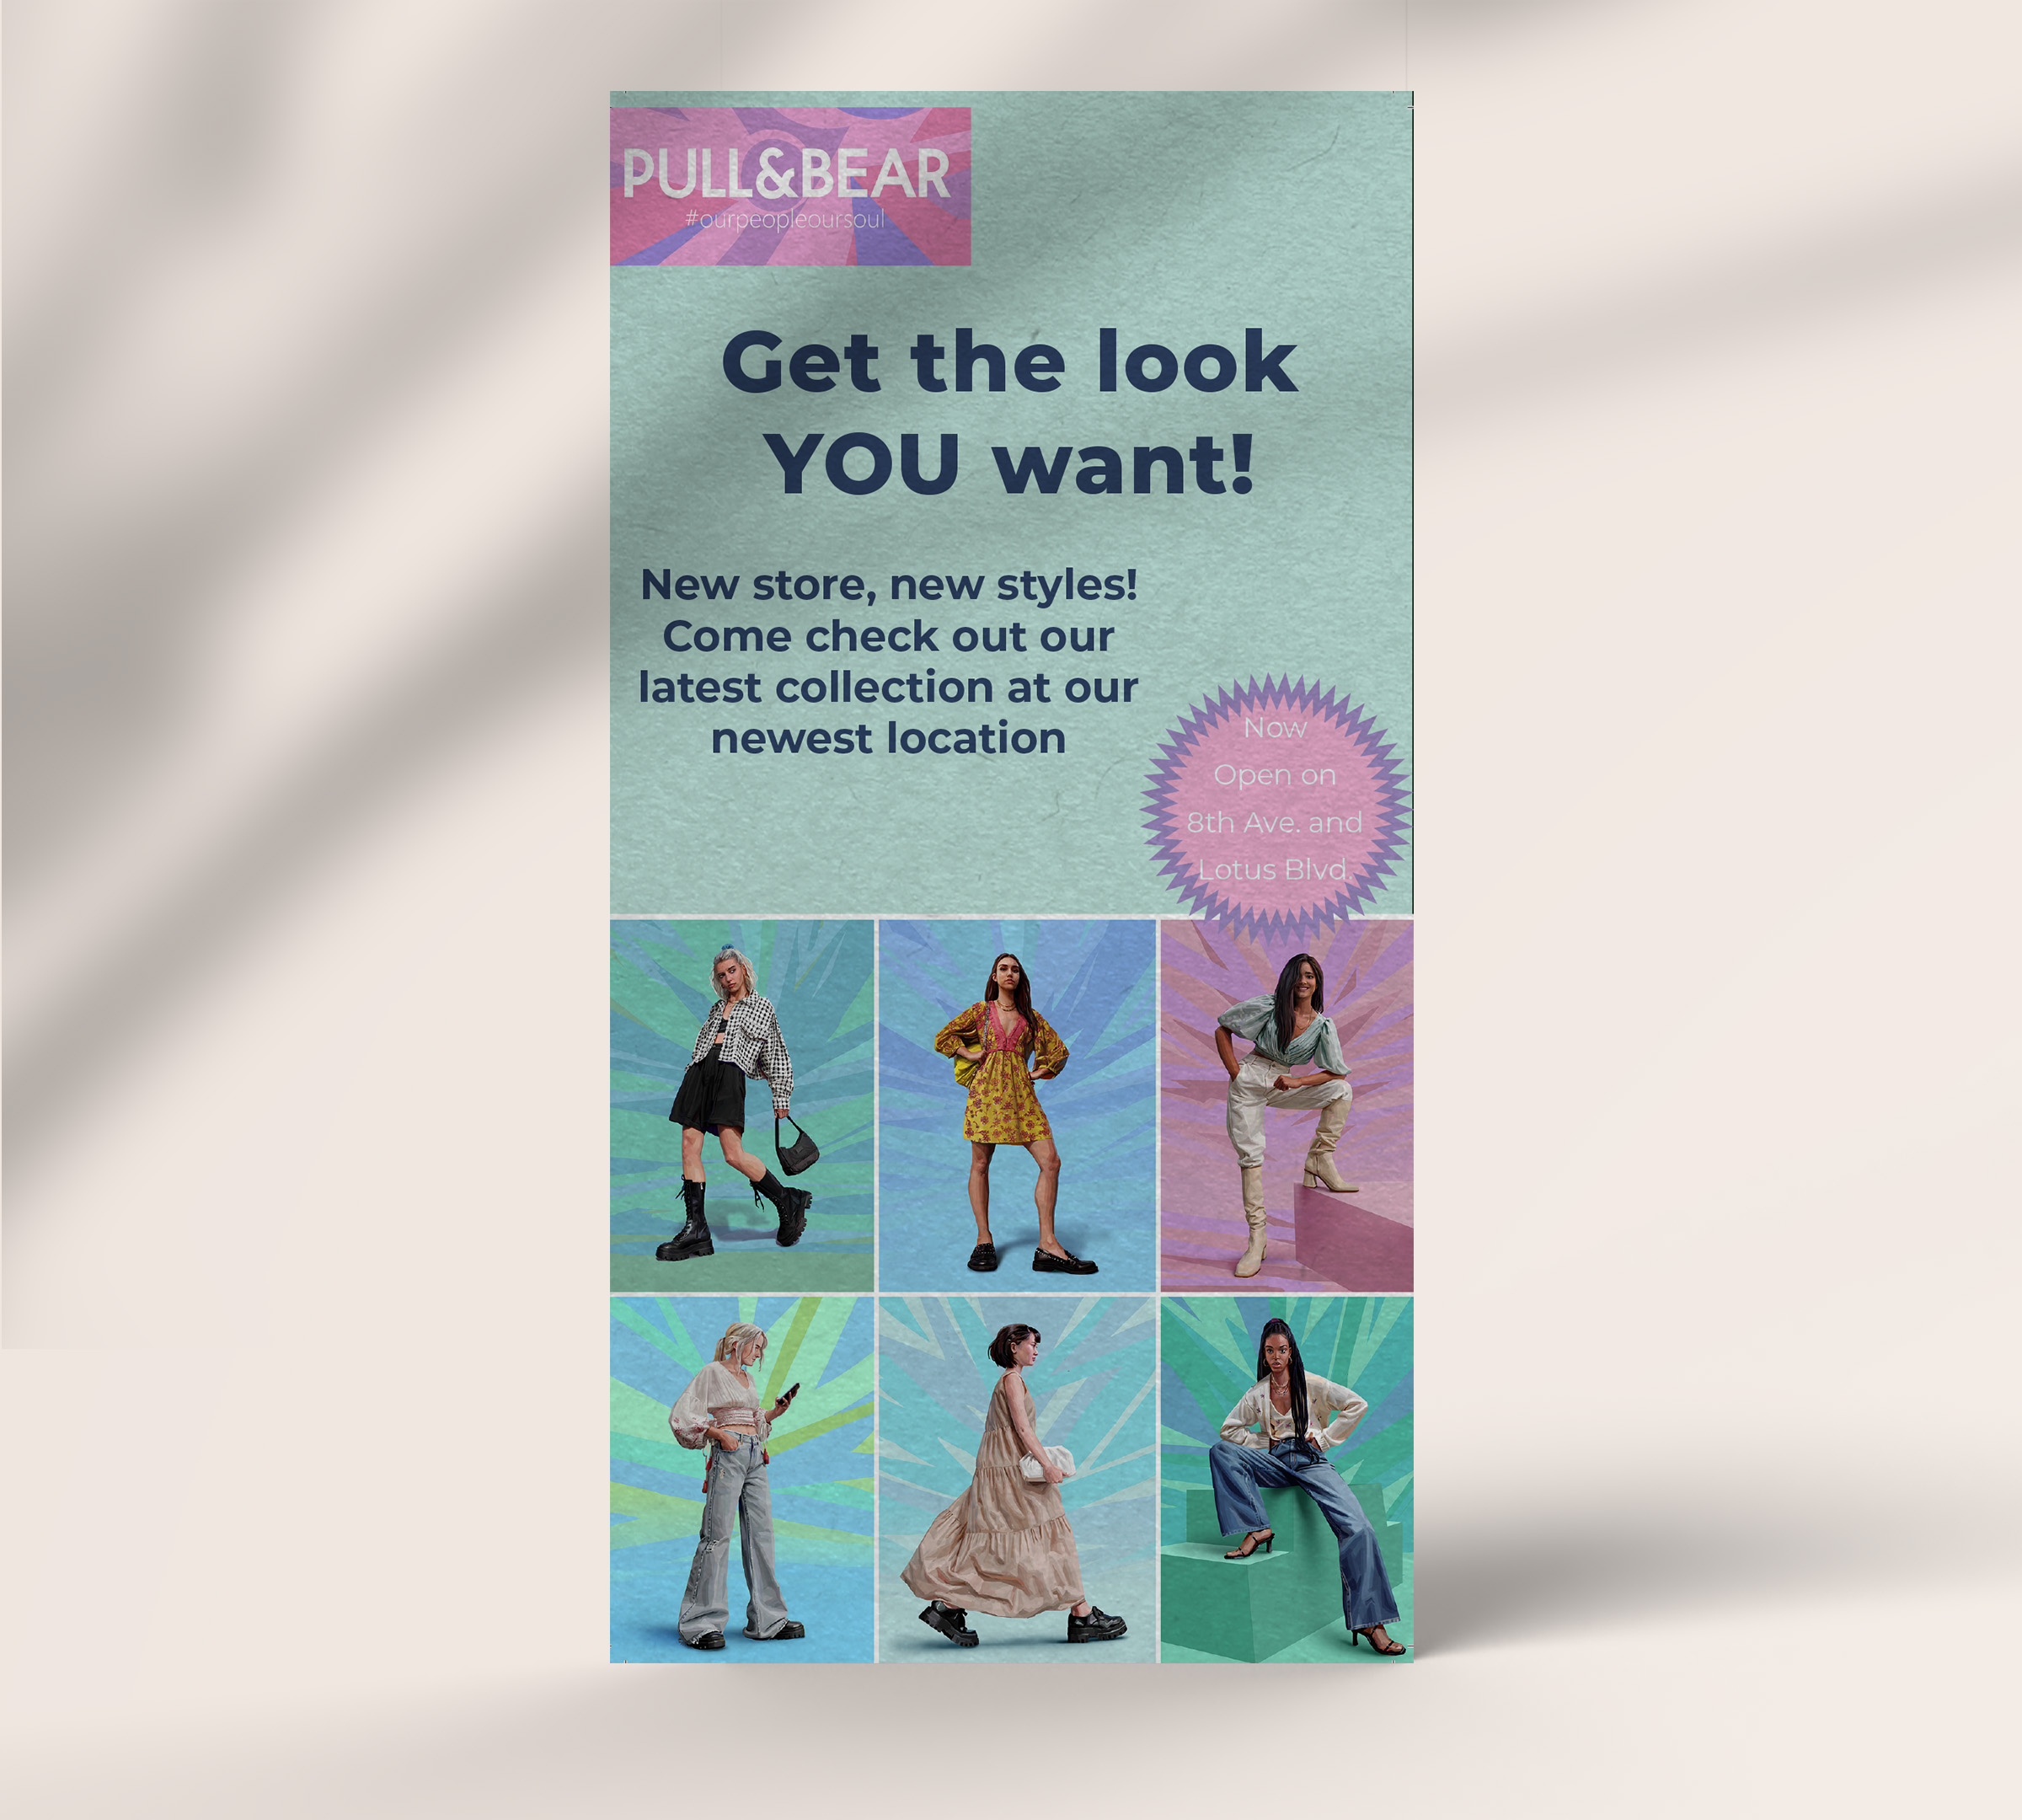 PULL&BEAR
#ourpeopleoursoul
Get the look
YOU want!
New store, new styles!
Come check out our
latest collection at our
newest location
Now
Open on
8th Ave. and
Lotus Blvd.